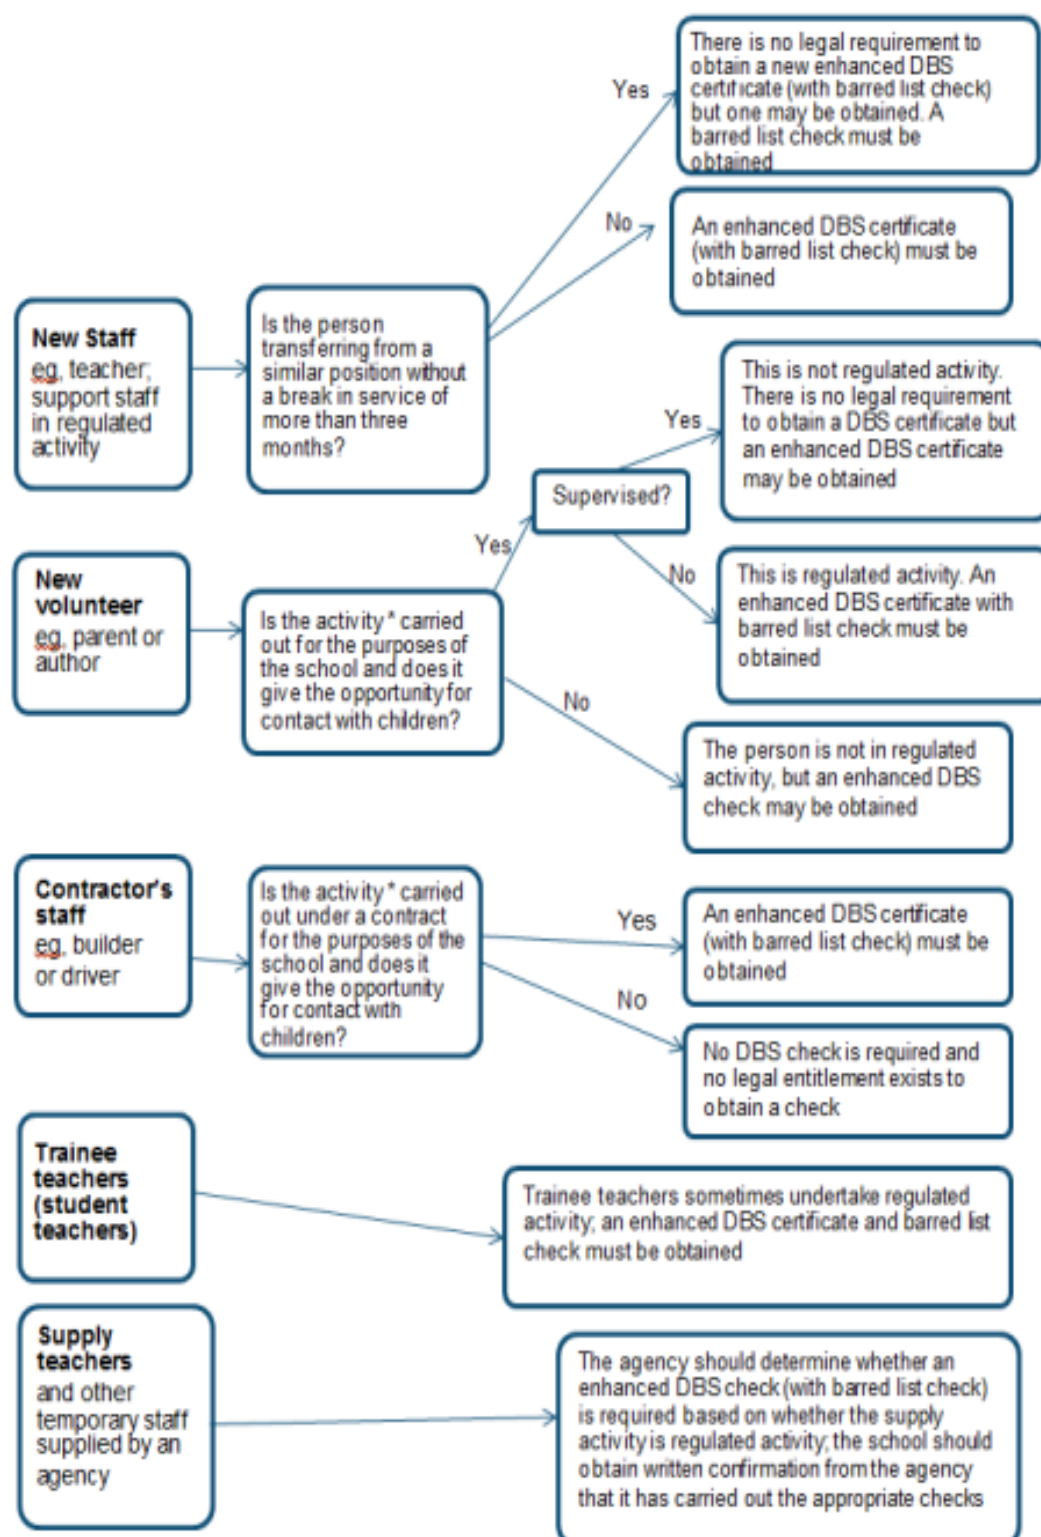 There is no legal requirement to
obtain a new enhanced DBS
certificate (with barred list check)
but one may be obtained. A
barred list check must be
obtained
Yes
No
An enhanced DBS certificate
(with barred list check) must be
obtained
New Staff
eg, teacher;
support staff
in regulated
activity
Is the person
transferring from a
similar position without
a break in service of
more than three
months?
This is not regulated activity.
There is no legal requirement
to obtain a DBS certificate but
an enhanced DBS certificate
may be obtained
Yes
Supervised?
Yes
No
This is regulated activity. An
enhanced DBS certificate with
barred list check must be
obtained
New
volunteer
eg, parent or
author
Is the activity * carried
out for the purposes of
the school and does it
give the opportunity for
contact with children?
No
The person is not in regulated
activity, but an enhanced DBS
check may be obtained
Contractor's
staff
eg, builder
or driver
Is the activity * carried
out under a contract
for the purposes of the
school and does it
give the opportunity
for contact with
children?
Yes
An enhanced DBS certificate
(with barred list check) must be
obtained
No
No DBS check is required and
no legal entitlement exists to
obtain a check
Trainee
teachers
(student
teachers)
Trainee teachers sometimes undertake regulated
activity; an enhanced DBS certificate and barred list
check must be obtained
Supply
teachers
and other
temporary staff
supplied by an
agency
The agency should determine whether an
enhanced DBS check (with barred list check)
is required based on whether the supply
activity is regulated activity; the school should
obtain written confirmation from the agency
that it has carried out the appropriate checks